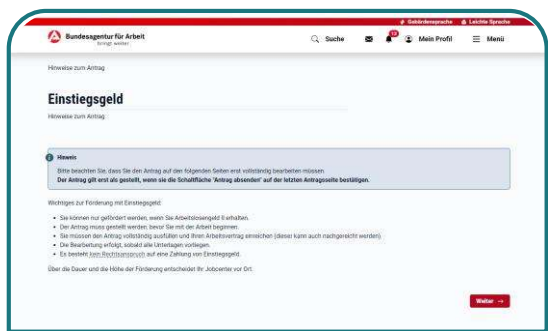 Gebärdensprache Leichte Sprache
Bundesagentur für Arbeit
bringt weiter
Suche
13
Mein Profil
Menü
Hinweise zum Antrag
Einstiegsgeld
Hinweise zum Antrag
Hinweis
Bitte beachten Sie, dass Sie den Antrag auf den folgenden Seiten erst vollständig bearbeiten müssen.
Der Antrag gilt erst als gestellt, wenn sie die Schaltfläche 'Antrag absenden' auf der letzten Antragsseite bestätigen.
Wichtiges zur Förderung mit Einstiegsgeld:
• Sie können nur gefördert werden, wenn Sie Arbeitslosengeld II erhalten.
• Der Antrag muss gestellt werden, bevor Sie mit der Arbeit beginnen.
• Sie müssen den Antrag vollständig ausfüllen und Ihren Arbeitsvertrag einreichen (dieser kann auch nachgereicht werden).
• Die Bearbeitung erfolgt, sobald alle Unterlagen vorliegen.
• Es besteht kein Rechtsanspruch auf eine Zahlung von Einstiegsgeld.
Über die Dauer und die Höhe der Förderung entscheidet Ihr Jobcenter vor Ort.
Weiter →